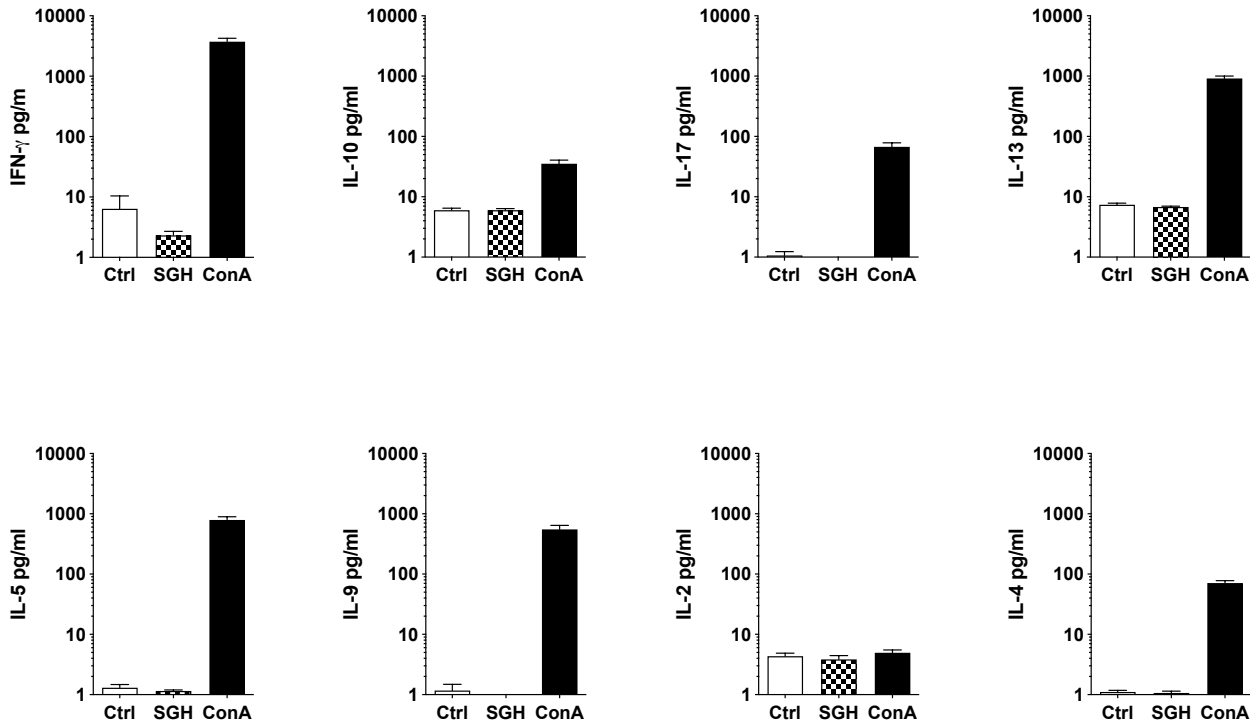 IFN-γ pg/m
10000
1000
100
10
1
Ctrl SGH ConA
IL-10 pg/ml
10000
1000
100
10
1
Ctrl SGH ConA
IL-17 pg/ml
10000
1000
100
10
1
Ctrl SGH ConA
IL-13 pg/ml
10000
1000
100
10
1
Ctrl SGH ConA
IL-5 pg/ml
10000
1000
100
10
1
Ctrl SGH ConA
IL-9 pg/ml
10000
1000
100
10
1
Ctrl SGH ConA
IL-2 pg/ml
10000
1000
100
10
1
Ctrl SGH ConA
IL-4 pg/ml
10000
1000
100
10
1
Ctrl SGH ConA